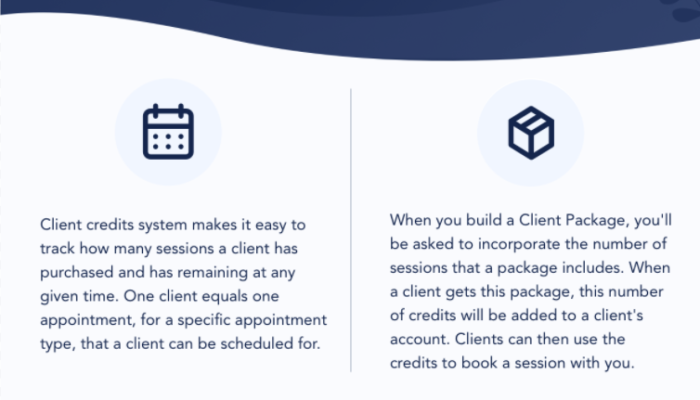 Client credits system makes it easy to
track how many sessions a client has
purchased and has remaining at any
given time. One client equals one
appointment, for a specific appointment
type, that a client can be scheduled for.
When you build a Client Package, you'll
be asked to incorporate the number of
sessions that a package includes. When
a client gets this package, this number
of credits will be added to a client's
account. Clients can then use the
credits to book a session with you.